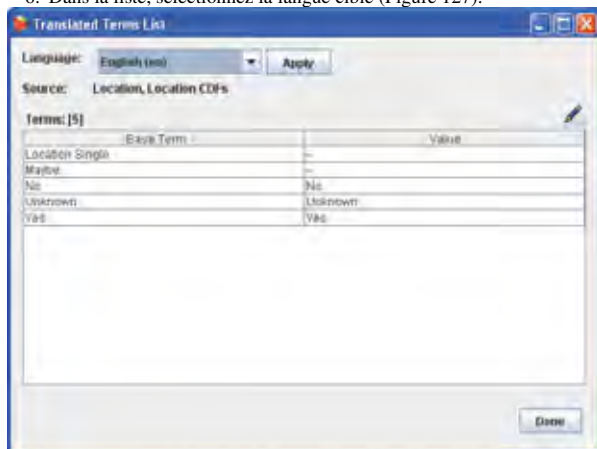 6. Dans la liste, sélectionnez la langue cible (Figure 127).
Translated Terms List
Language: English (en) Apply
Source: Location, Location CDFs
Terms: [5]
Base Term Value
Location Single --
Maybe --
No No
Unknown Unknown
Yes Yes
Done